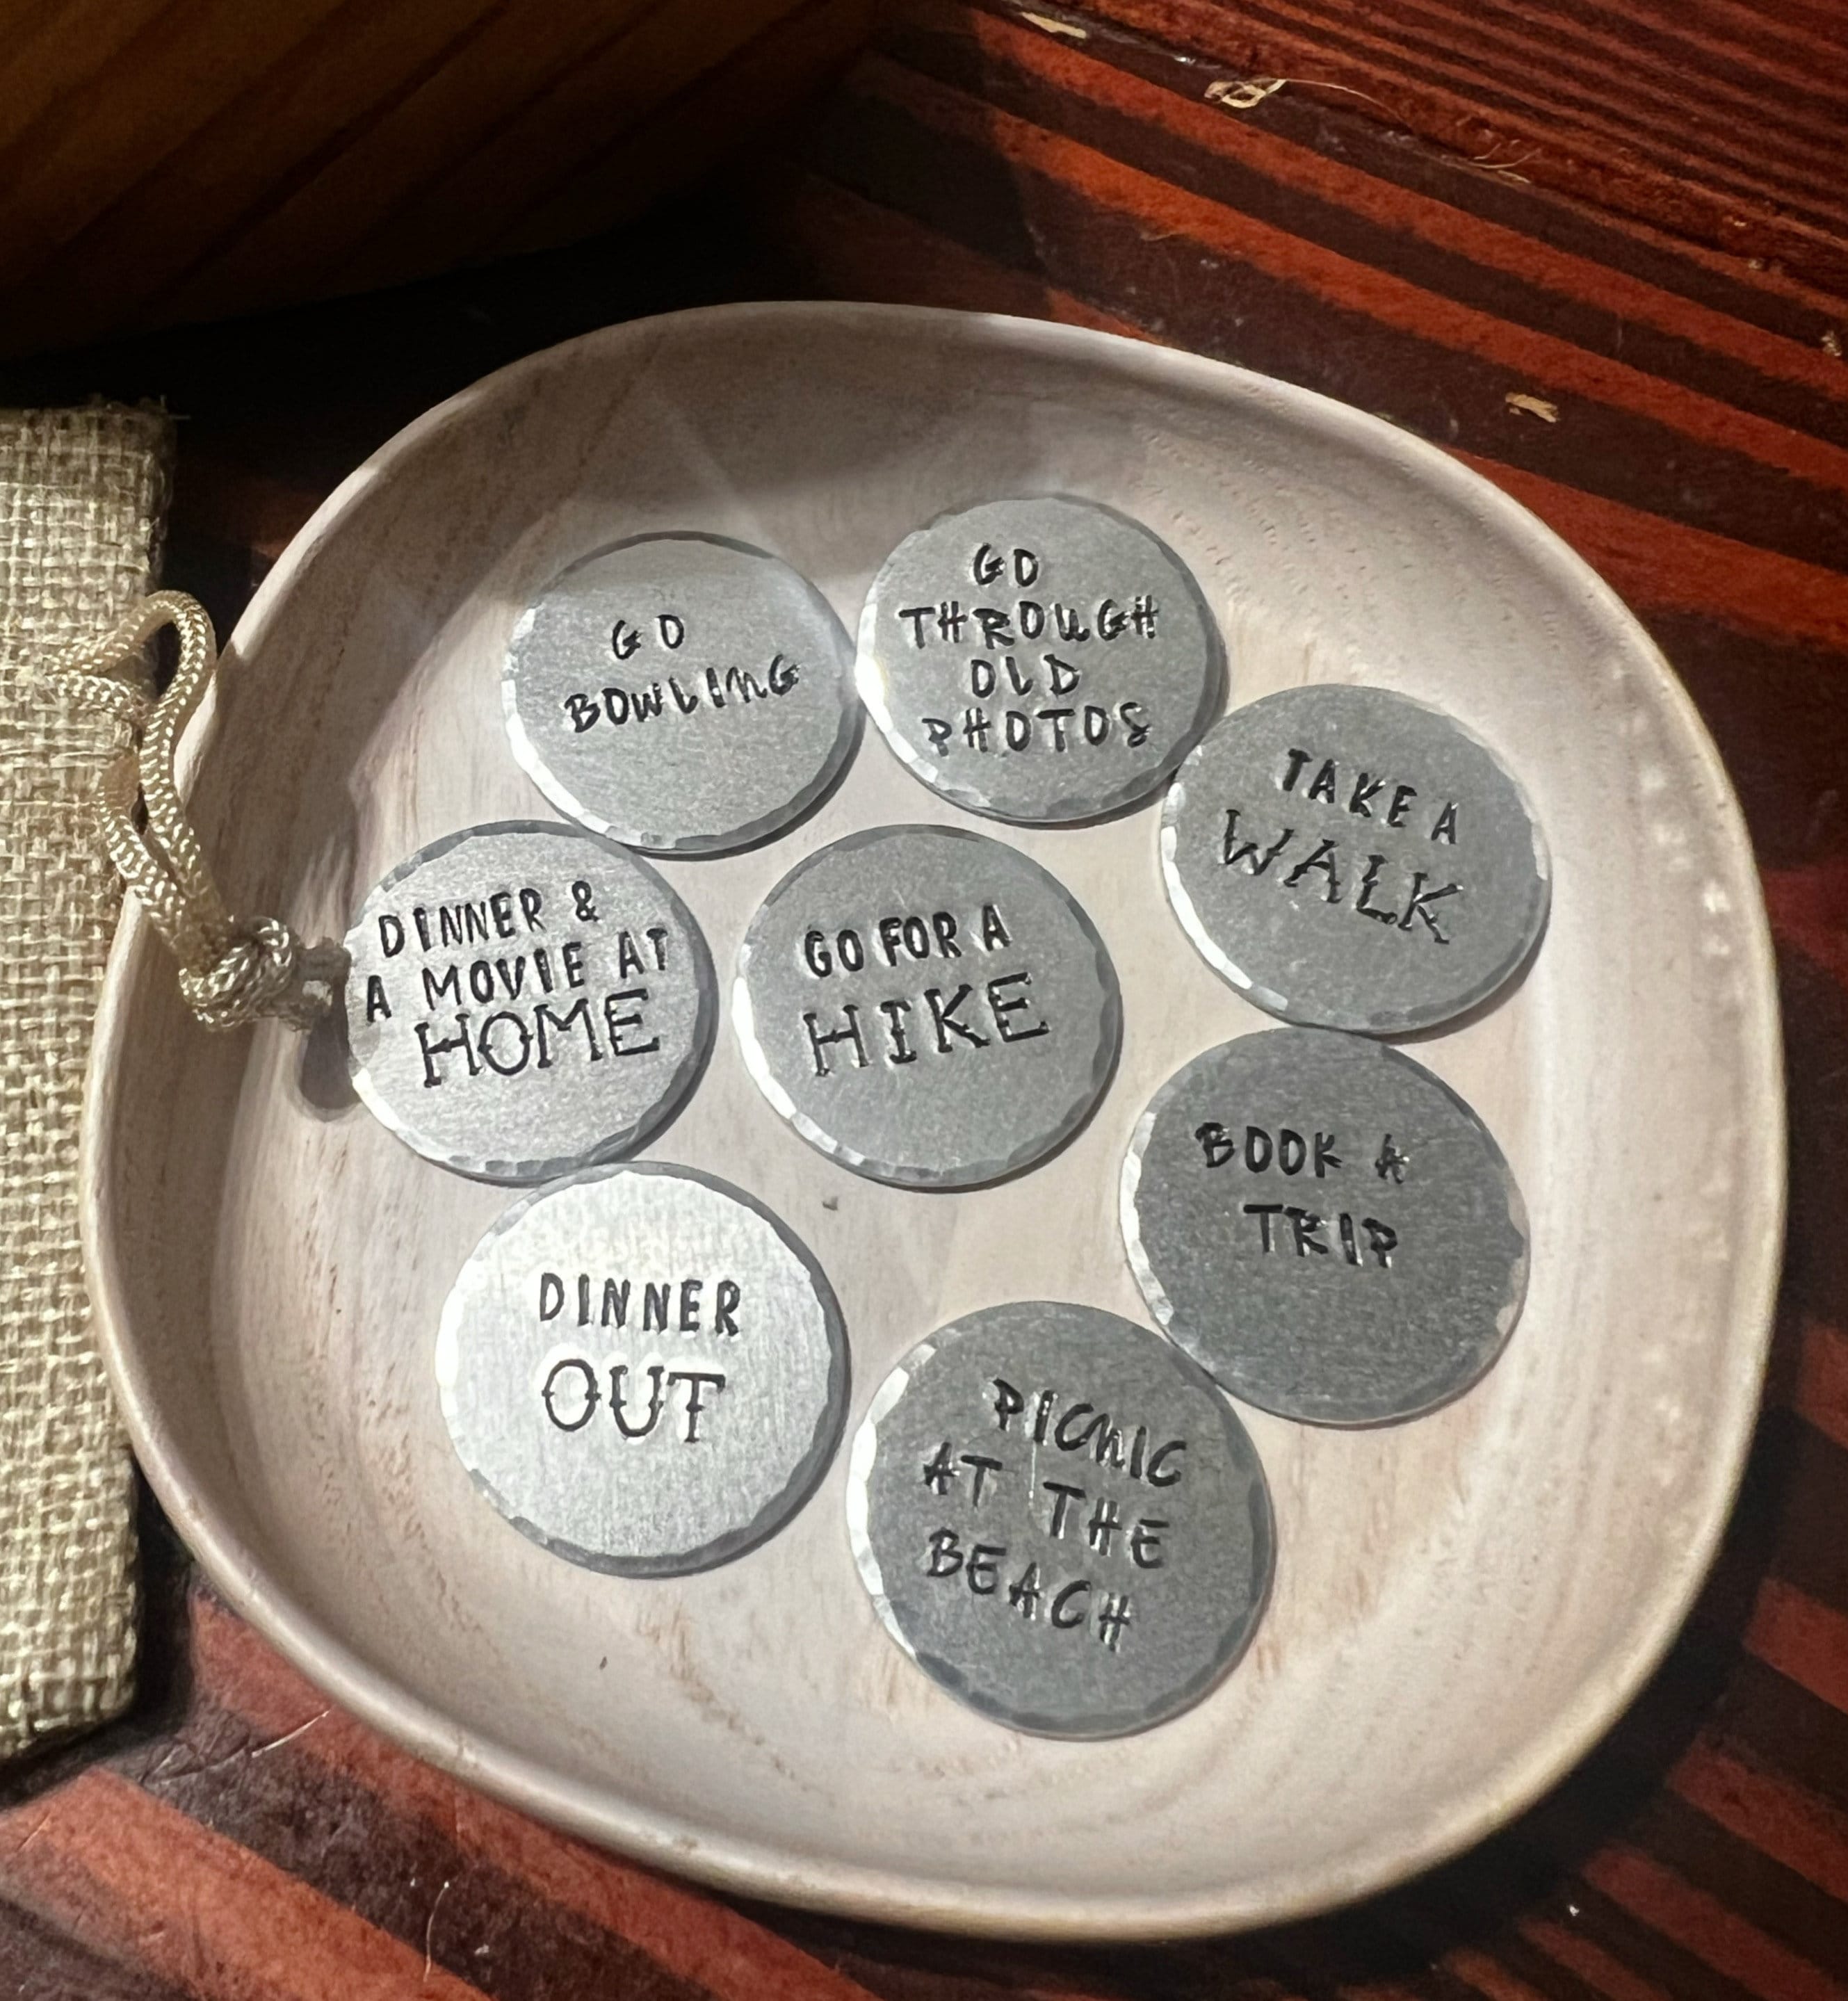 GO
BOWLING
GO
THROUGH
OLD
PHOTOS
TAKE A
WALK
DINNER &
A MOVIE AT
HOME
GO FOR A
HIKE
BOOK A
TRIP
DINNER
OUT
PICNIC
AT THE
BEACH